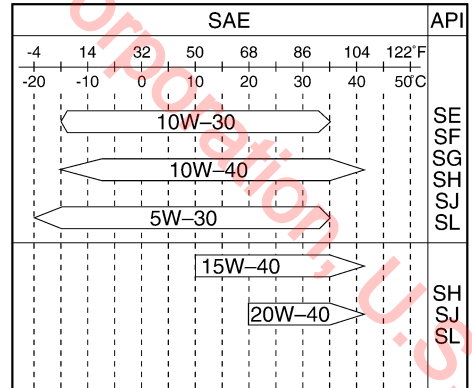 SAE API
-4 14 32 50 68 86 104 122°F
-20 -10 0 10 20 30 40 50°C
10W–30
10W–40
5W–30
SE
SF
SG
SH
SJ
SL
15W–40
20W–40
SH
SJ
SL
orporation, U.S.